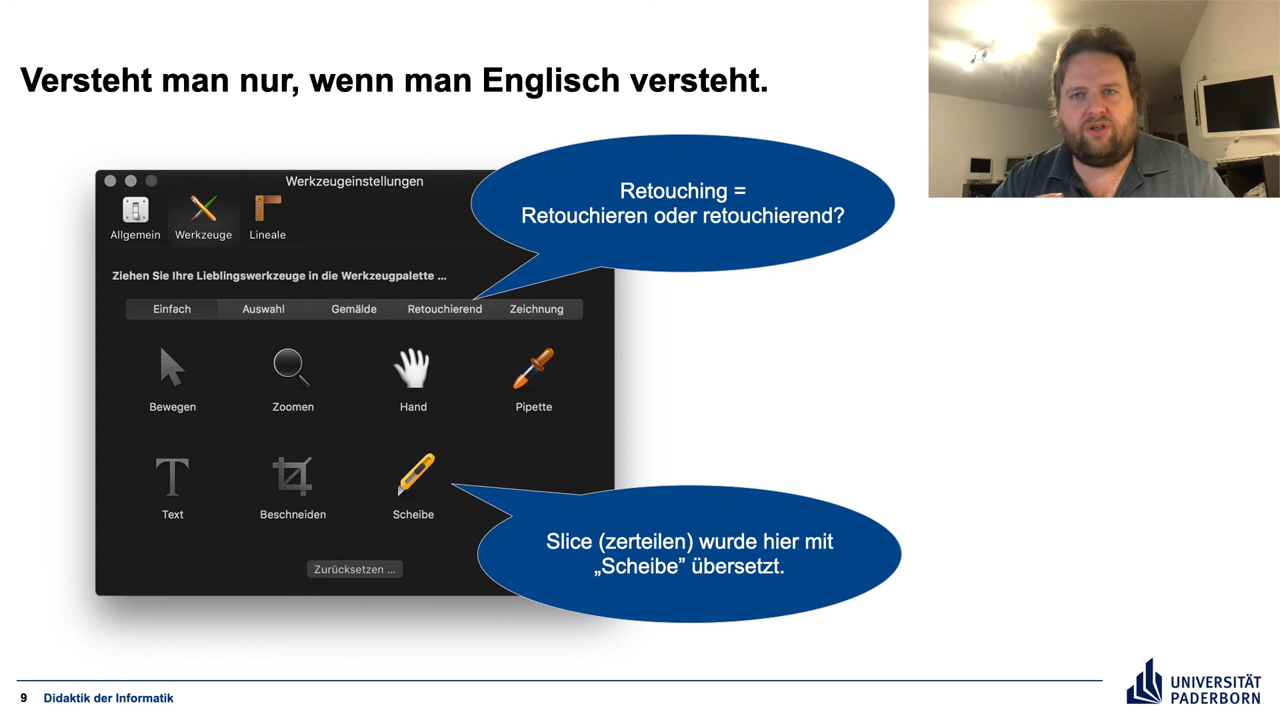 Versteht man nur, wenn man Englisch versteht.
Werkzeugeinstellungen
Allgemein
Werkzeuge
Lineale
Retouching =
Retouchieren oder retouchierend?
Ziehen Sie Ihre Lieblingswerkzeuge in die Werkzeugpalette ...
Einfach
Auswahl
Gemälde
Retouchierend
Zeichnung
Bewegen
Zoomen
Hand
Pipette
Text
Beschneiden
Scheibe
Slice (zerteilen) wurde hier mit
„Scheibe” übersetzt.
Zurücksetzen ...
9 Didaktik der Informatik
UNIVERSITÄT
PADERBORN